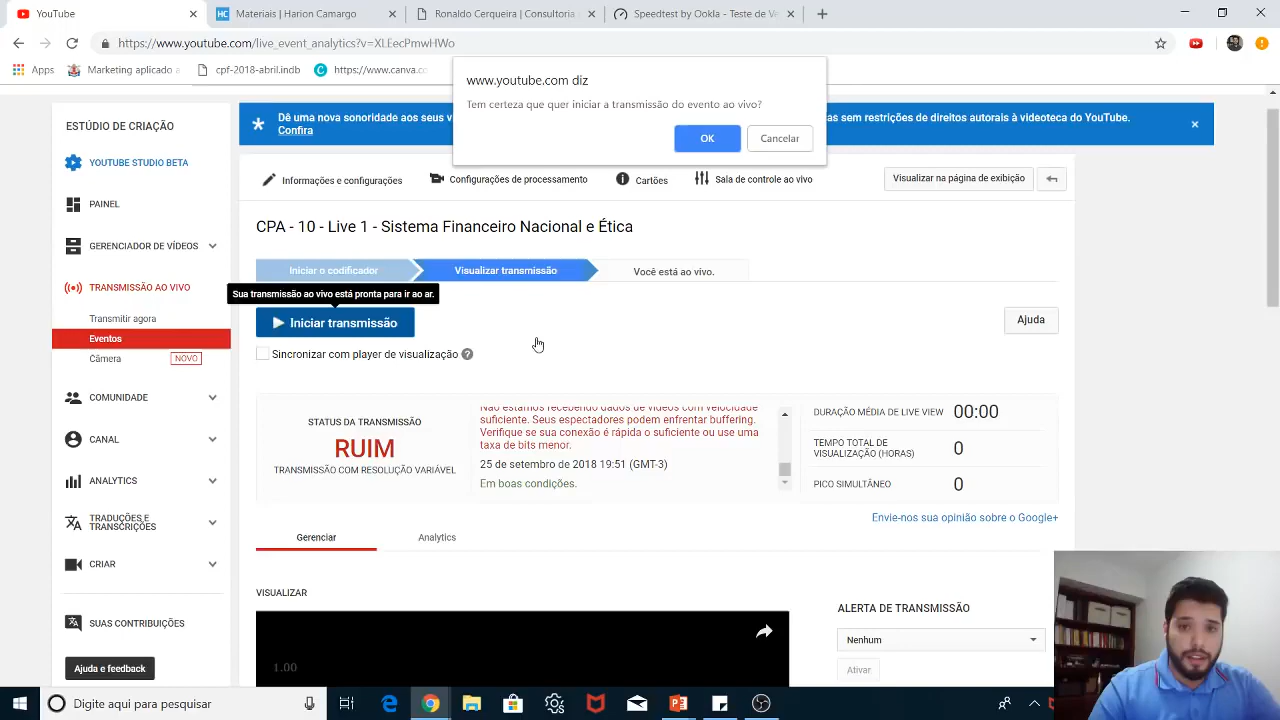 YouTube
Materiais | Harion Camargo
Ronaldo Cerqueira | Consultoria
Speedtest by Ookla - Teste de Ve
https://www.youtube.com/live_event_analytics?v=XLEecPmwHWo
Apps
Marketing aplicado a
cpf-2018-abril.indb
https://www.canva.co
www.youtube.com diz
Tem certeza que quer iniciar a transmissão do evento ao vivo?
OK
Cancelar
Dê uma nova sonoridade aos seus v
as sem restrições de direitos autorais à videoteca do YouTube.
Confira
ESTÚDIO DE CRIAÇÃO
YOUTUBE STUDIO BETA
PAINEL
GERENCIADOR DE VÍDEOS
TRANSMISSÃO AO VIVO
Transmitir agora
Eventos
Câmera
NOVO
COMUNIDADE
CANAL
ANALYTICS
TRADUÇÕES E
TRANSCRIÇÕES
CRIAR
SUAS CONTRIBUIÇÕES
Ajuda e feedback
Informações e configurações
Configurações de processamento
Cartões
Sala de controle ao vivo
Visualizar na página de exibição
CPA - 10 - Live 1 - Sistema Financeiro Nacional e Ética
Iniciar o codificador
Visualizar transmissão
Você está ao vivo.
Sua transmissão ao vivo está pronta para ir ao ar.
Iniciar transmissão
Ajuda
Sincronizar com player de visualização
?
STATUS DA TRANSMISSÃO
RUIM
TRANSMISSÃO COM RESOLUÇÃO VARIÁVEL
Não estamos recebendo dados de vídeos com velocidade
suficiente. Seus espectadores podem enfrentar buffering.
Verifique se sua conexão é rápida o suficiente ou use uma
taxa de bits menor.
25 de setembro de 2018 19:51 (GMT-3)
Em boas condições.
DURAÇÃO MÉDIA DE LIVE VIEW 00:00
TEMPO TOTAL DE
VISUALIZAÇÃO (HORAS) 0
PICO SIMULTÂNEO 0
Envie-nos sua opinião sobre o Google+
Gerenciar
Analytics
VISUALIZAR
1.00
ALERTA DE TRANSMISSÃO
Nenhum
Ativar
Digite aqui para pesquisar